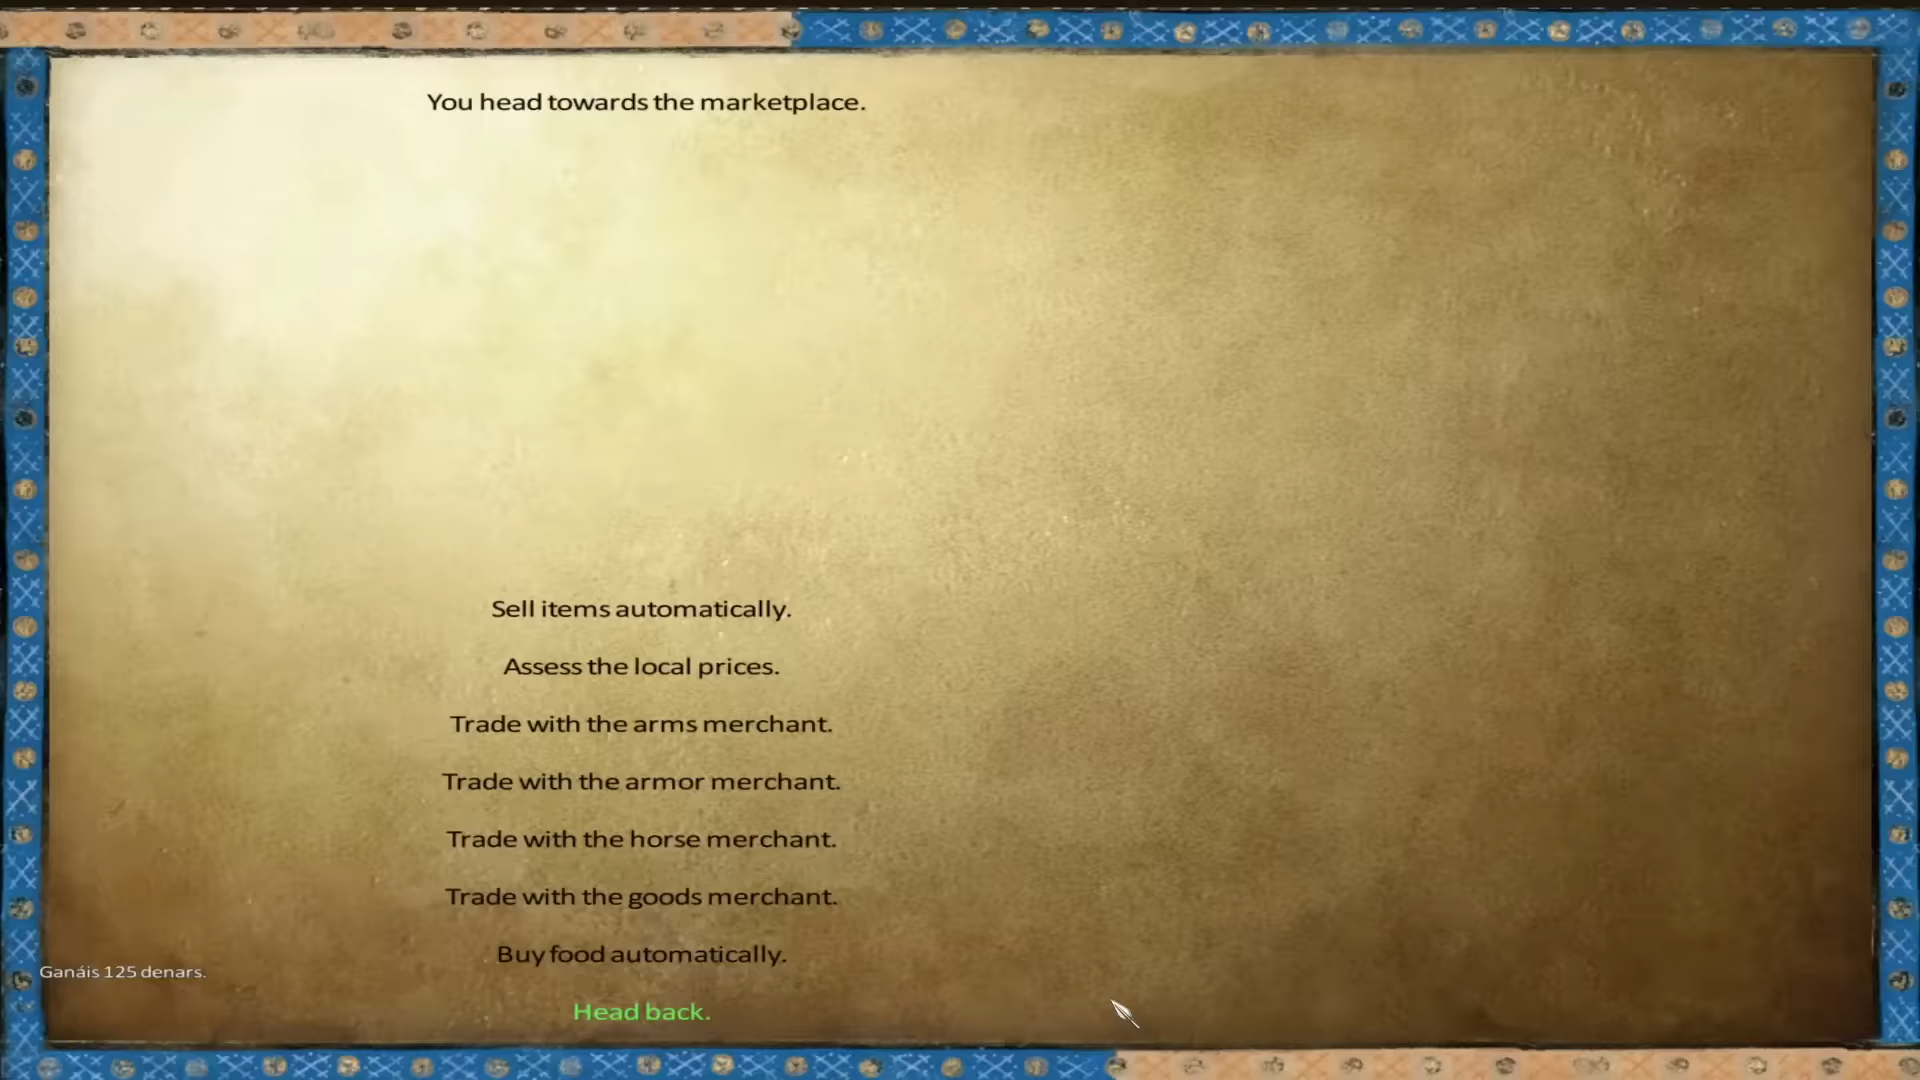 You head towards the marketplace.
Sell items automatically.
Assess the local prices.
Trade with the arms merchant.
Trade with the armor merchant.
Trade with the horse merchant.
Trade with the goods merchant.
Buy food automatically.
Ganáis 125 denars.
Head back.